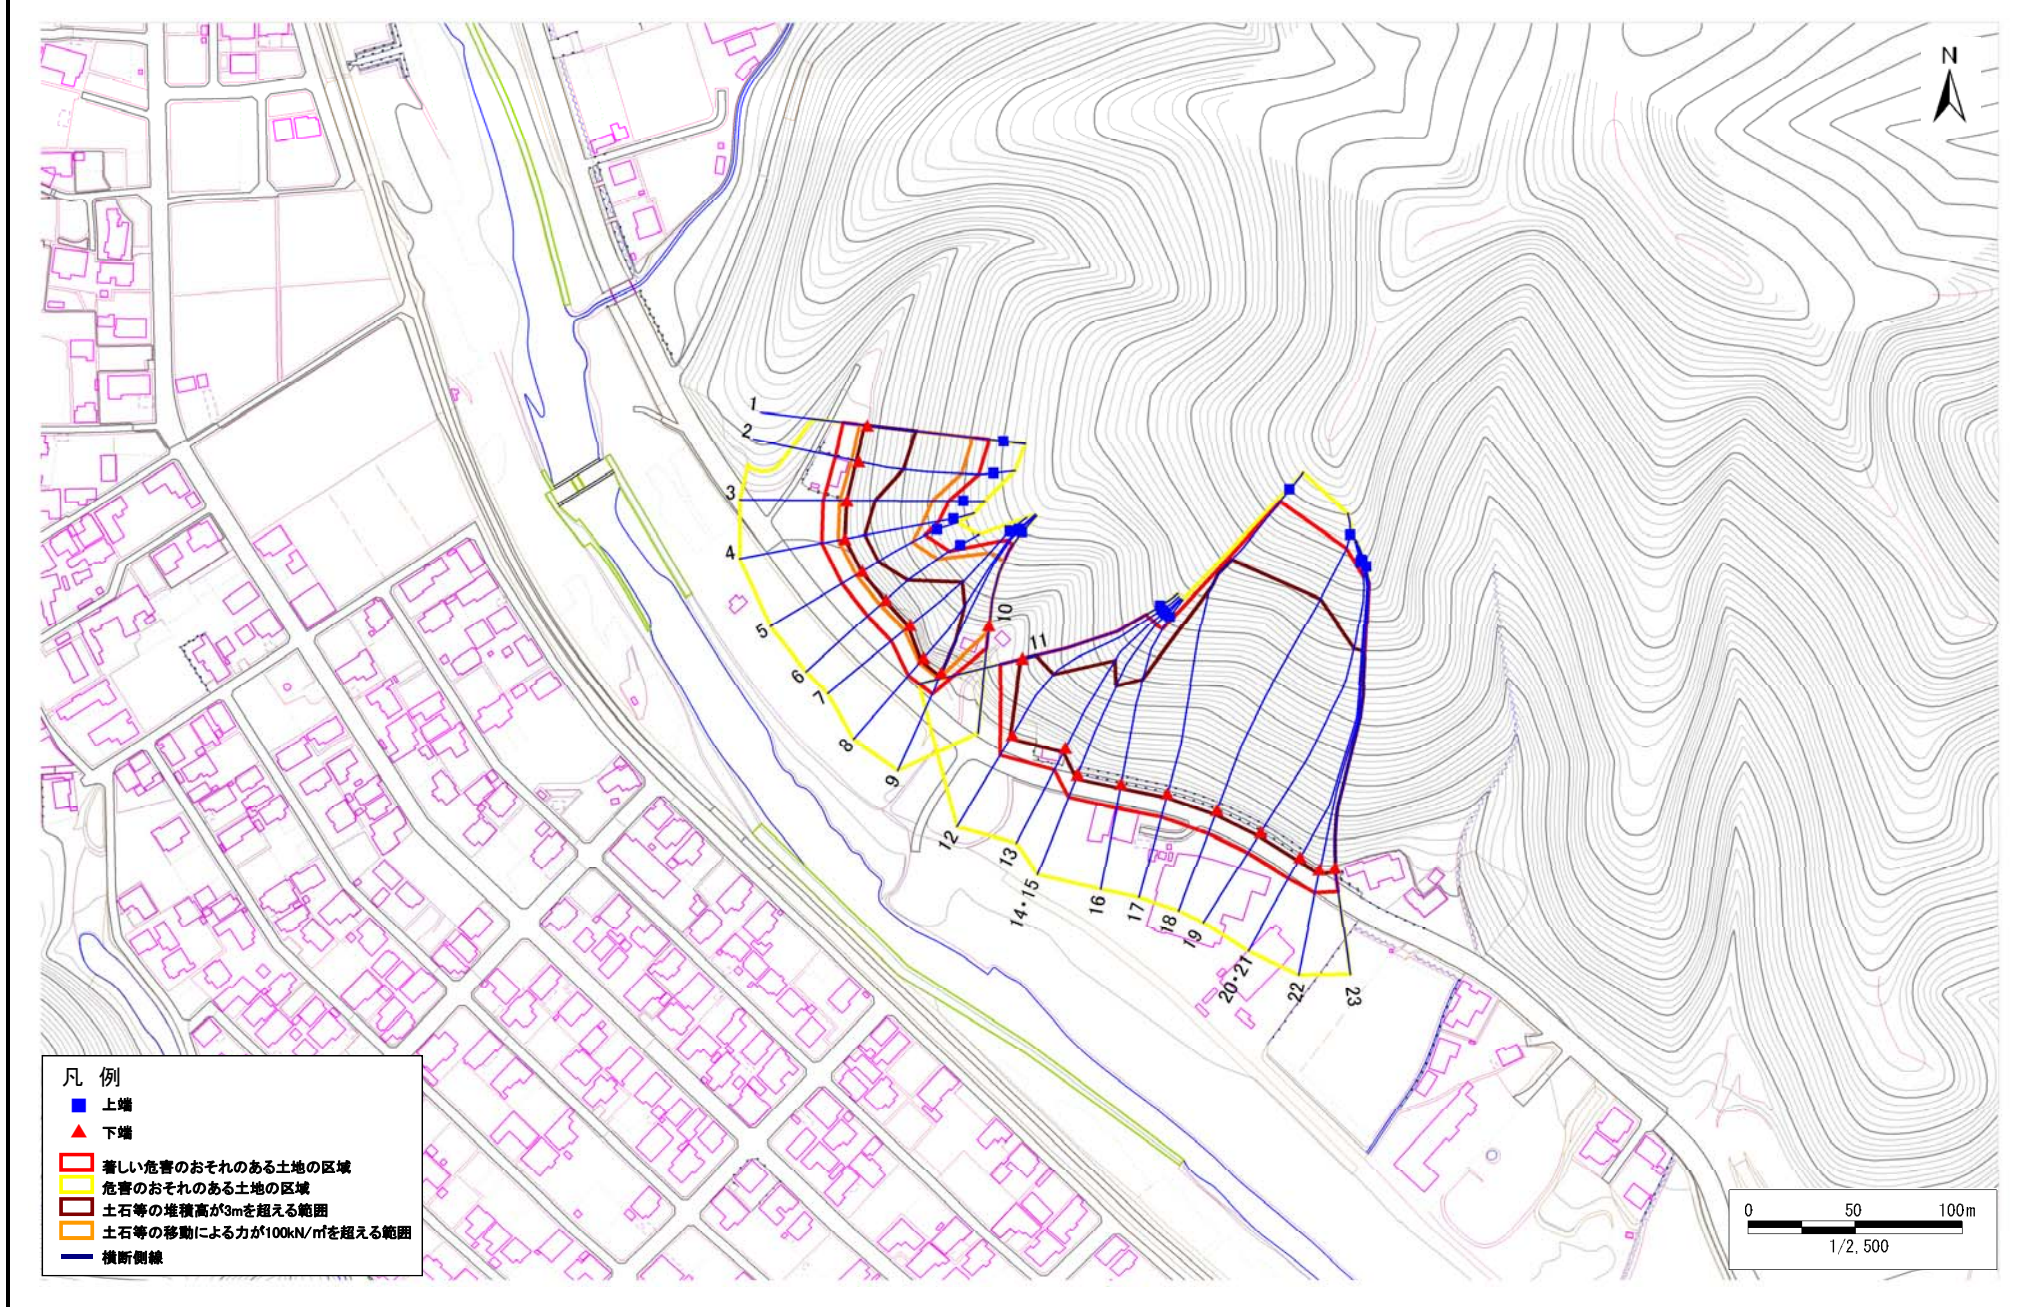 N
1
2
3
4
5
6
7
8
9
10
11
12
13
14・15
16
17
18
19
20・21
22
23
凡 例
上端
下端
著しい危害のおそれのある土地の区域
危害のおそれのある土地の区域
土石等の堆積高が3mを超える範囲
土石等の移動による力が100kN/㎡を超える範囲
横断側線
0 50 100m
1/2,500